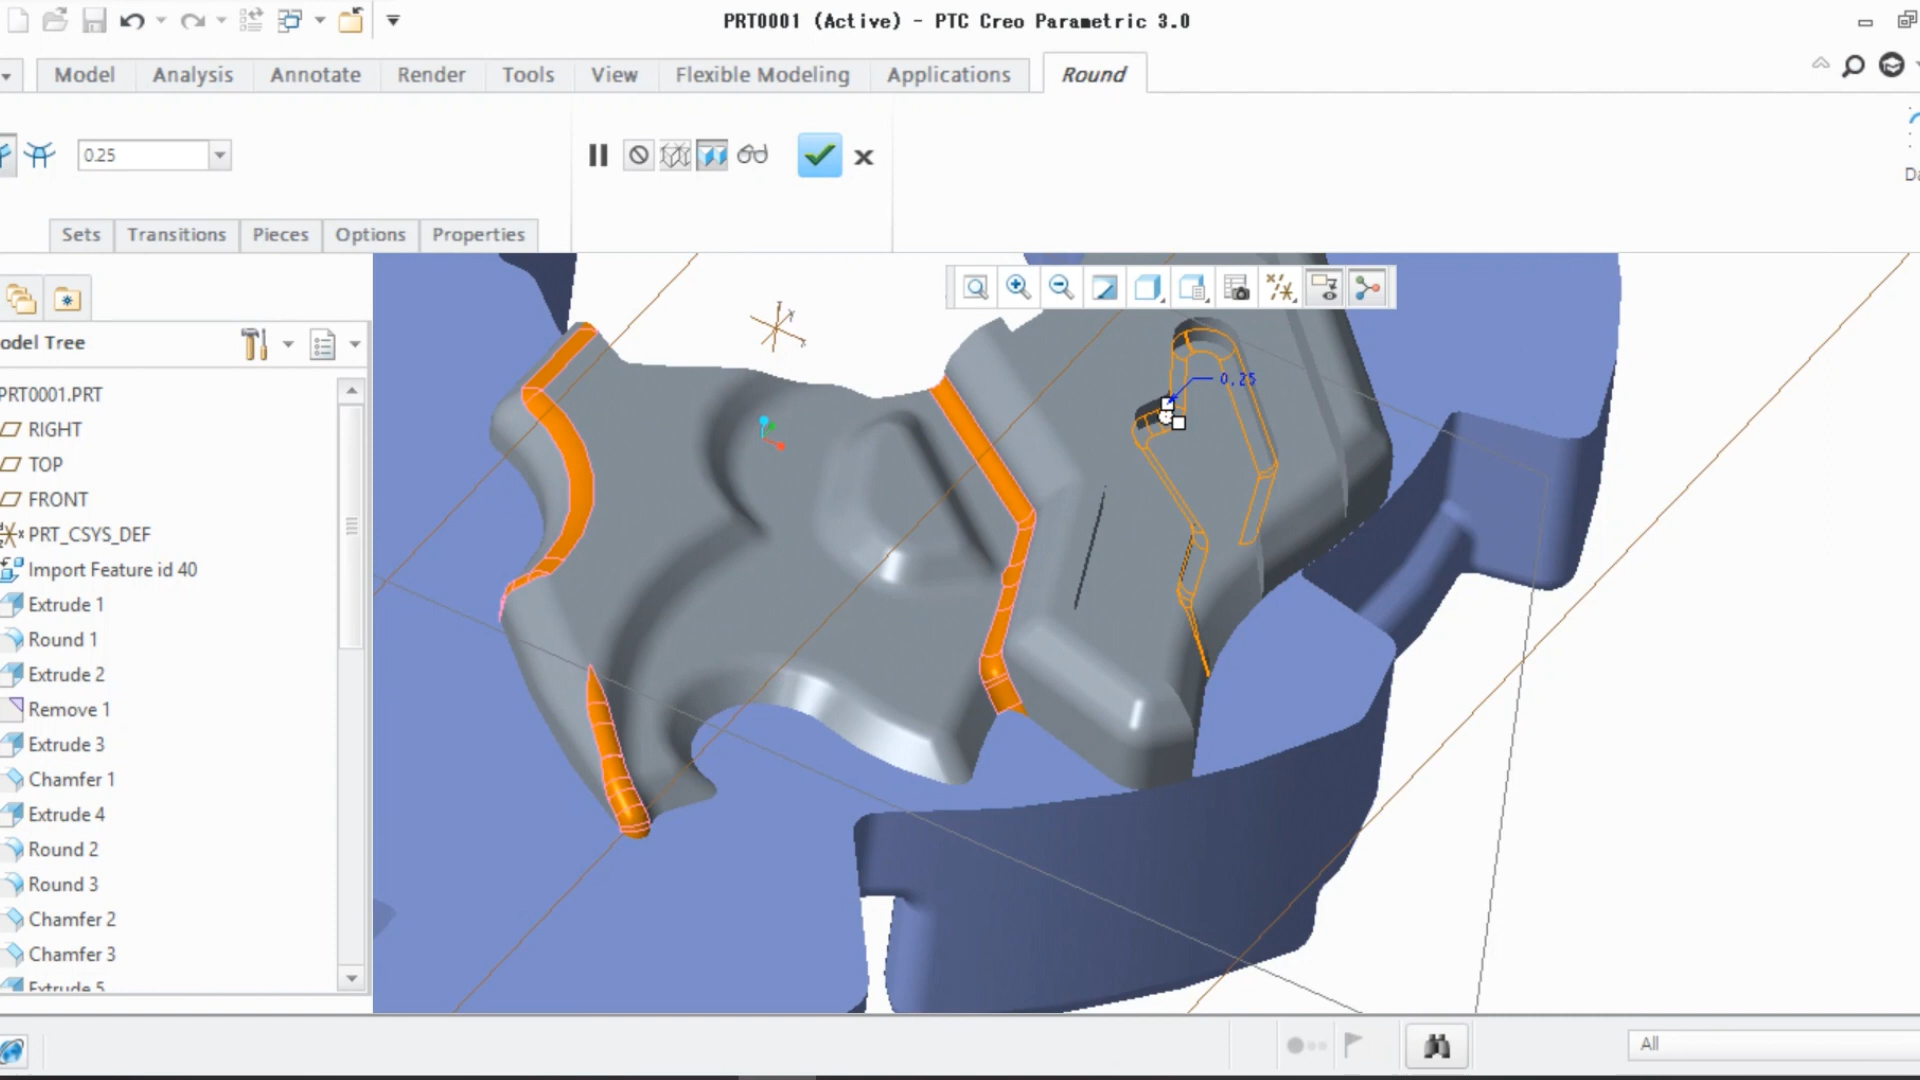 PRT0001 (Active) - PTC Creo Parametric 3.0
Model Analysis Annotate Render Tools View Flexible Modeling Applications Round
0.25
Sets Transitions Pieces Options Properties
odel Tree
PRT0001.PRT
RIGHT
TOP
FRONT
PRT_CSYS_DEF
Import Feature id 40
Extrude 1
Round 1
Extrude 2
Remove 1
Extrude 3
Chamfer 1
Extrude 4
Round 2
Round 3
Chamfer 2
Chamfer 3
Extrude 5
0.25
Da
All